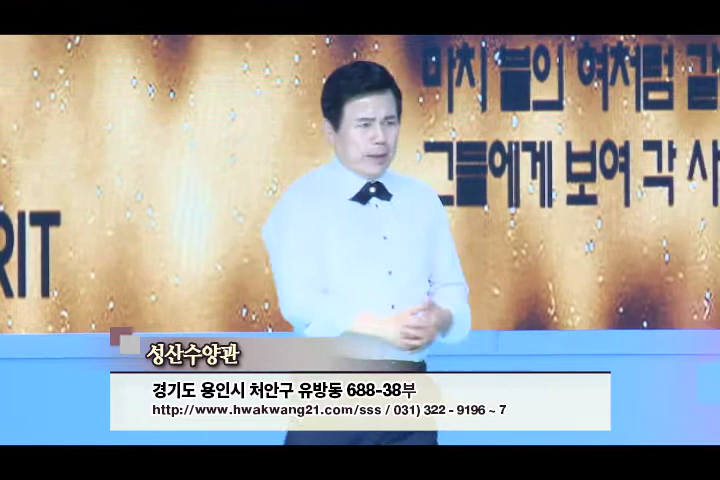 마치 불의 혀처럼 갈
그들에게 보여 각 사
RIT
성산수양관
경기도 용인시 처안구 유방동 688-38부
http://www.hwakwang21.com/sss / 031) 322 - 9196 ~ 7